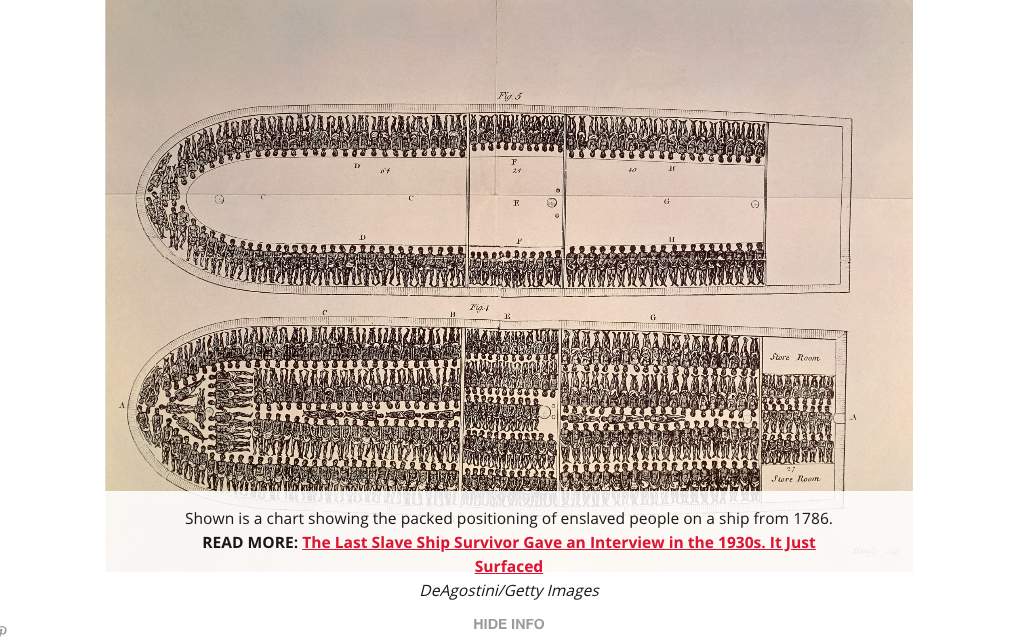 Fig. 5
D
F
H
24
40
C
C
E
G
D
F
H
Fig. 4
C
B
E
G
Store Room
A
A
27
Store Room
Shown is a chart showing the packed positioning of enslaved people on a ship from 1786.
READ MORE: The Last Slave Ship Survivor Gave an Interview in the 1930s. It Just
Surfaced
DeAgostini/Getty Images
HIDE INFO